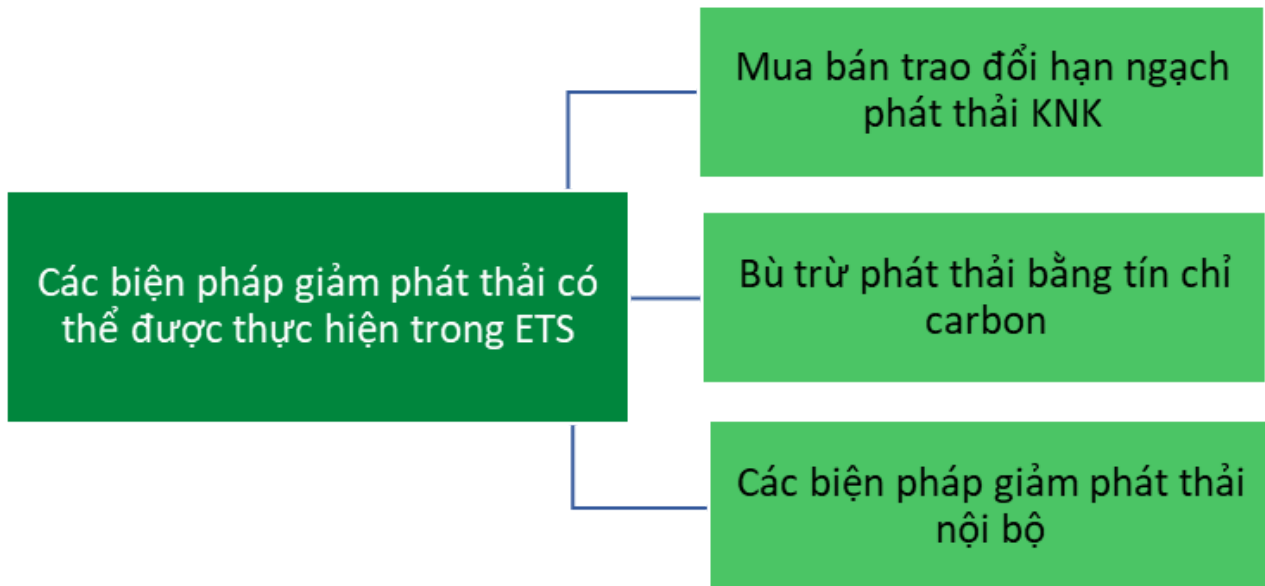 Mua bán trao đổi hạn ngạch
phát thải KNK
Các biện pháp giảm phát thải có
thể được thực hiện trong ETS
Bù trừ phát thải bằng tín chỉ
carbon
Các biện pháp giảm phát thải
nội bộ